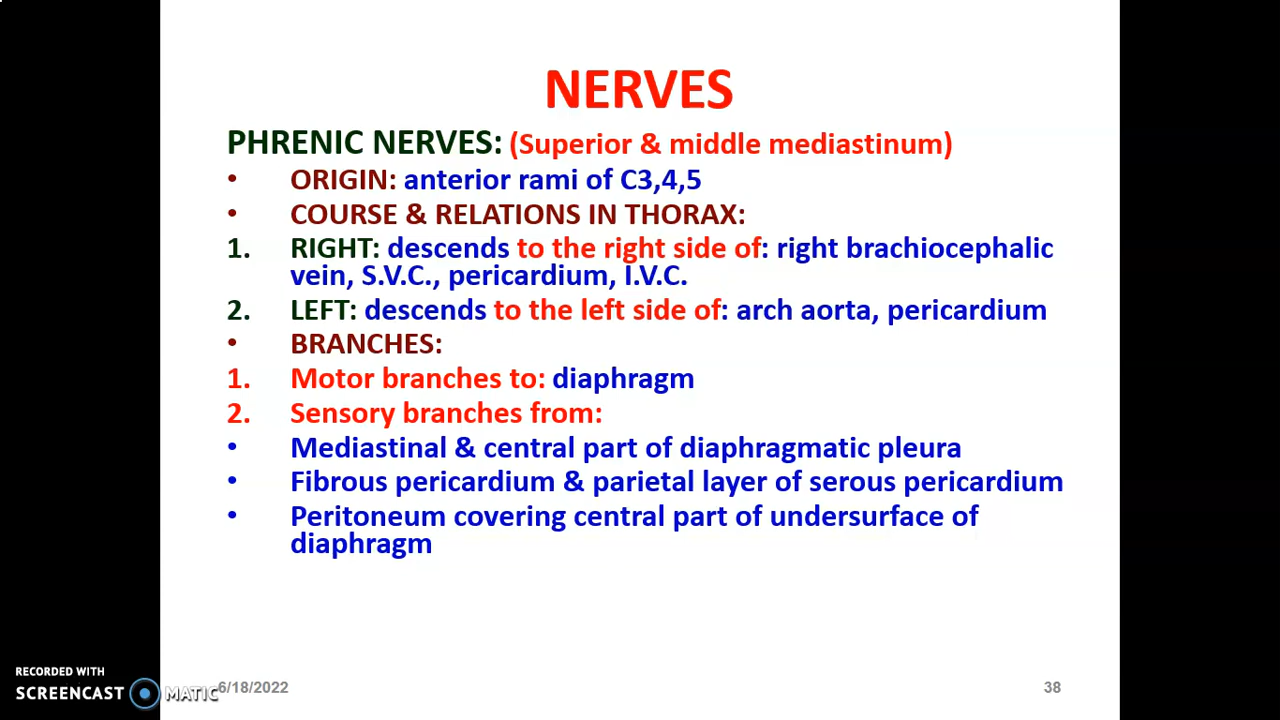 NERVES
PHRENIC NERVES: (Superior & middle mediastinum)
• ORIGIN: anterior rami of C3,4,5
• COURSE & RELATIONS IN THORAX:
1. RIGHT: descends to the right side of: right brachiocephalic
vein, S.V.C., pericardium, I.V.C.
2. LEFT: descends to the left side of: arch aorta, pericardium
• BRANCHES:
1. Motor branches to: diaphragm
2. Sensory branches from:
• Mediastinal & central part of diaphragmatic pleura
• Fibrous pericardium & parietal layer of serous pericardium
• Peritoneum covering central part of undersurface of
diaphragm
RECORDED WITH
SCREENCAST MATIC
6/18/2022
38